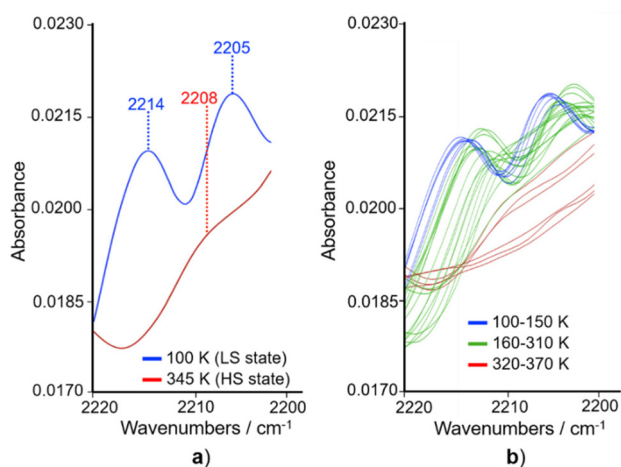 0.0230
0.0215
0.0200
0.0185
0.0170
Absorbance
2205
2214
2208
100 K (LS state)
345 K (HS state)
2220
2210
2200
Wavenumbers / cm⁻¹
a)
0.0230
0.0215
0.0200
0.0185
0.0170
Absorbance
100-150 K
160-310 K
320-370 K
2220
2210
2200
Wavenumbers / cm⁻¹
b)